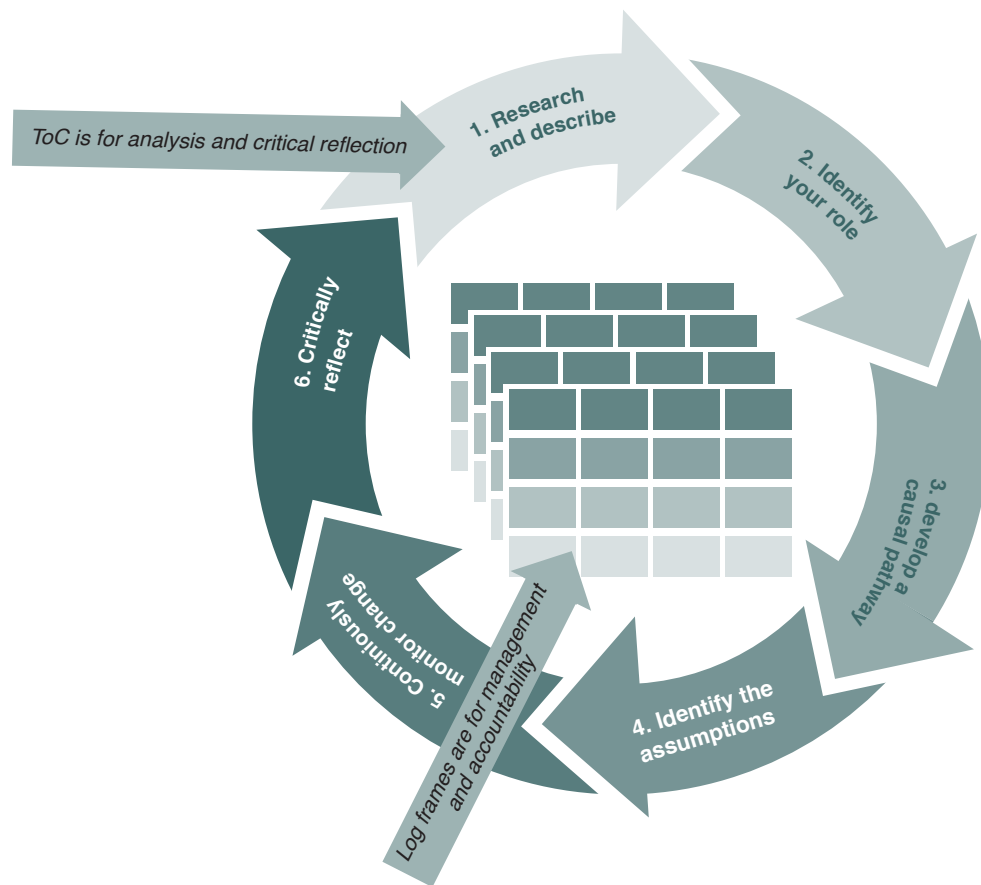 ToC is for analysis and critical reflection
1. Research
and describe
2. Identify
your role
3. develop a
causal pathway
4. Identify the
assumptions
5. Continiously
monitor change
6. Critically
reflect
Log frames are for management
and accountability